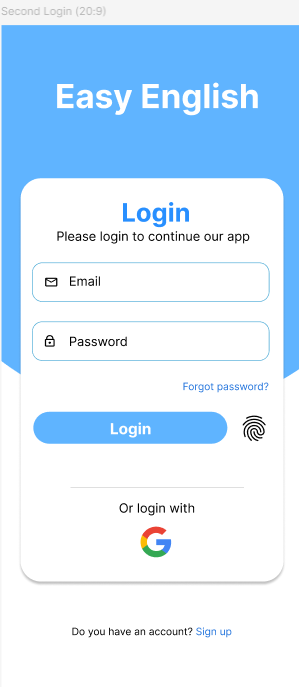 Second Login (20:9)
Easy English
Login
Please login to continue our app
Email
Password
Forgot password?
Login
Or login with
Do you have an account? Sign up